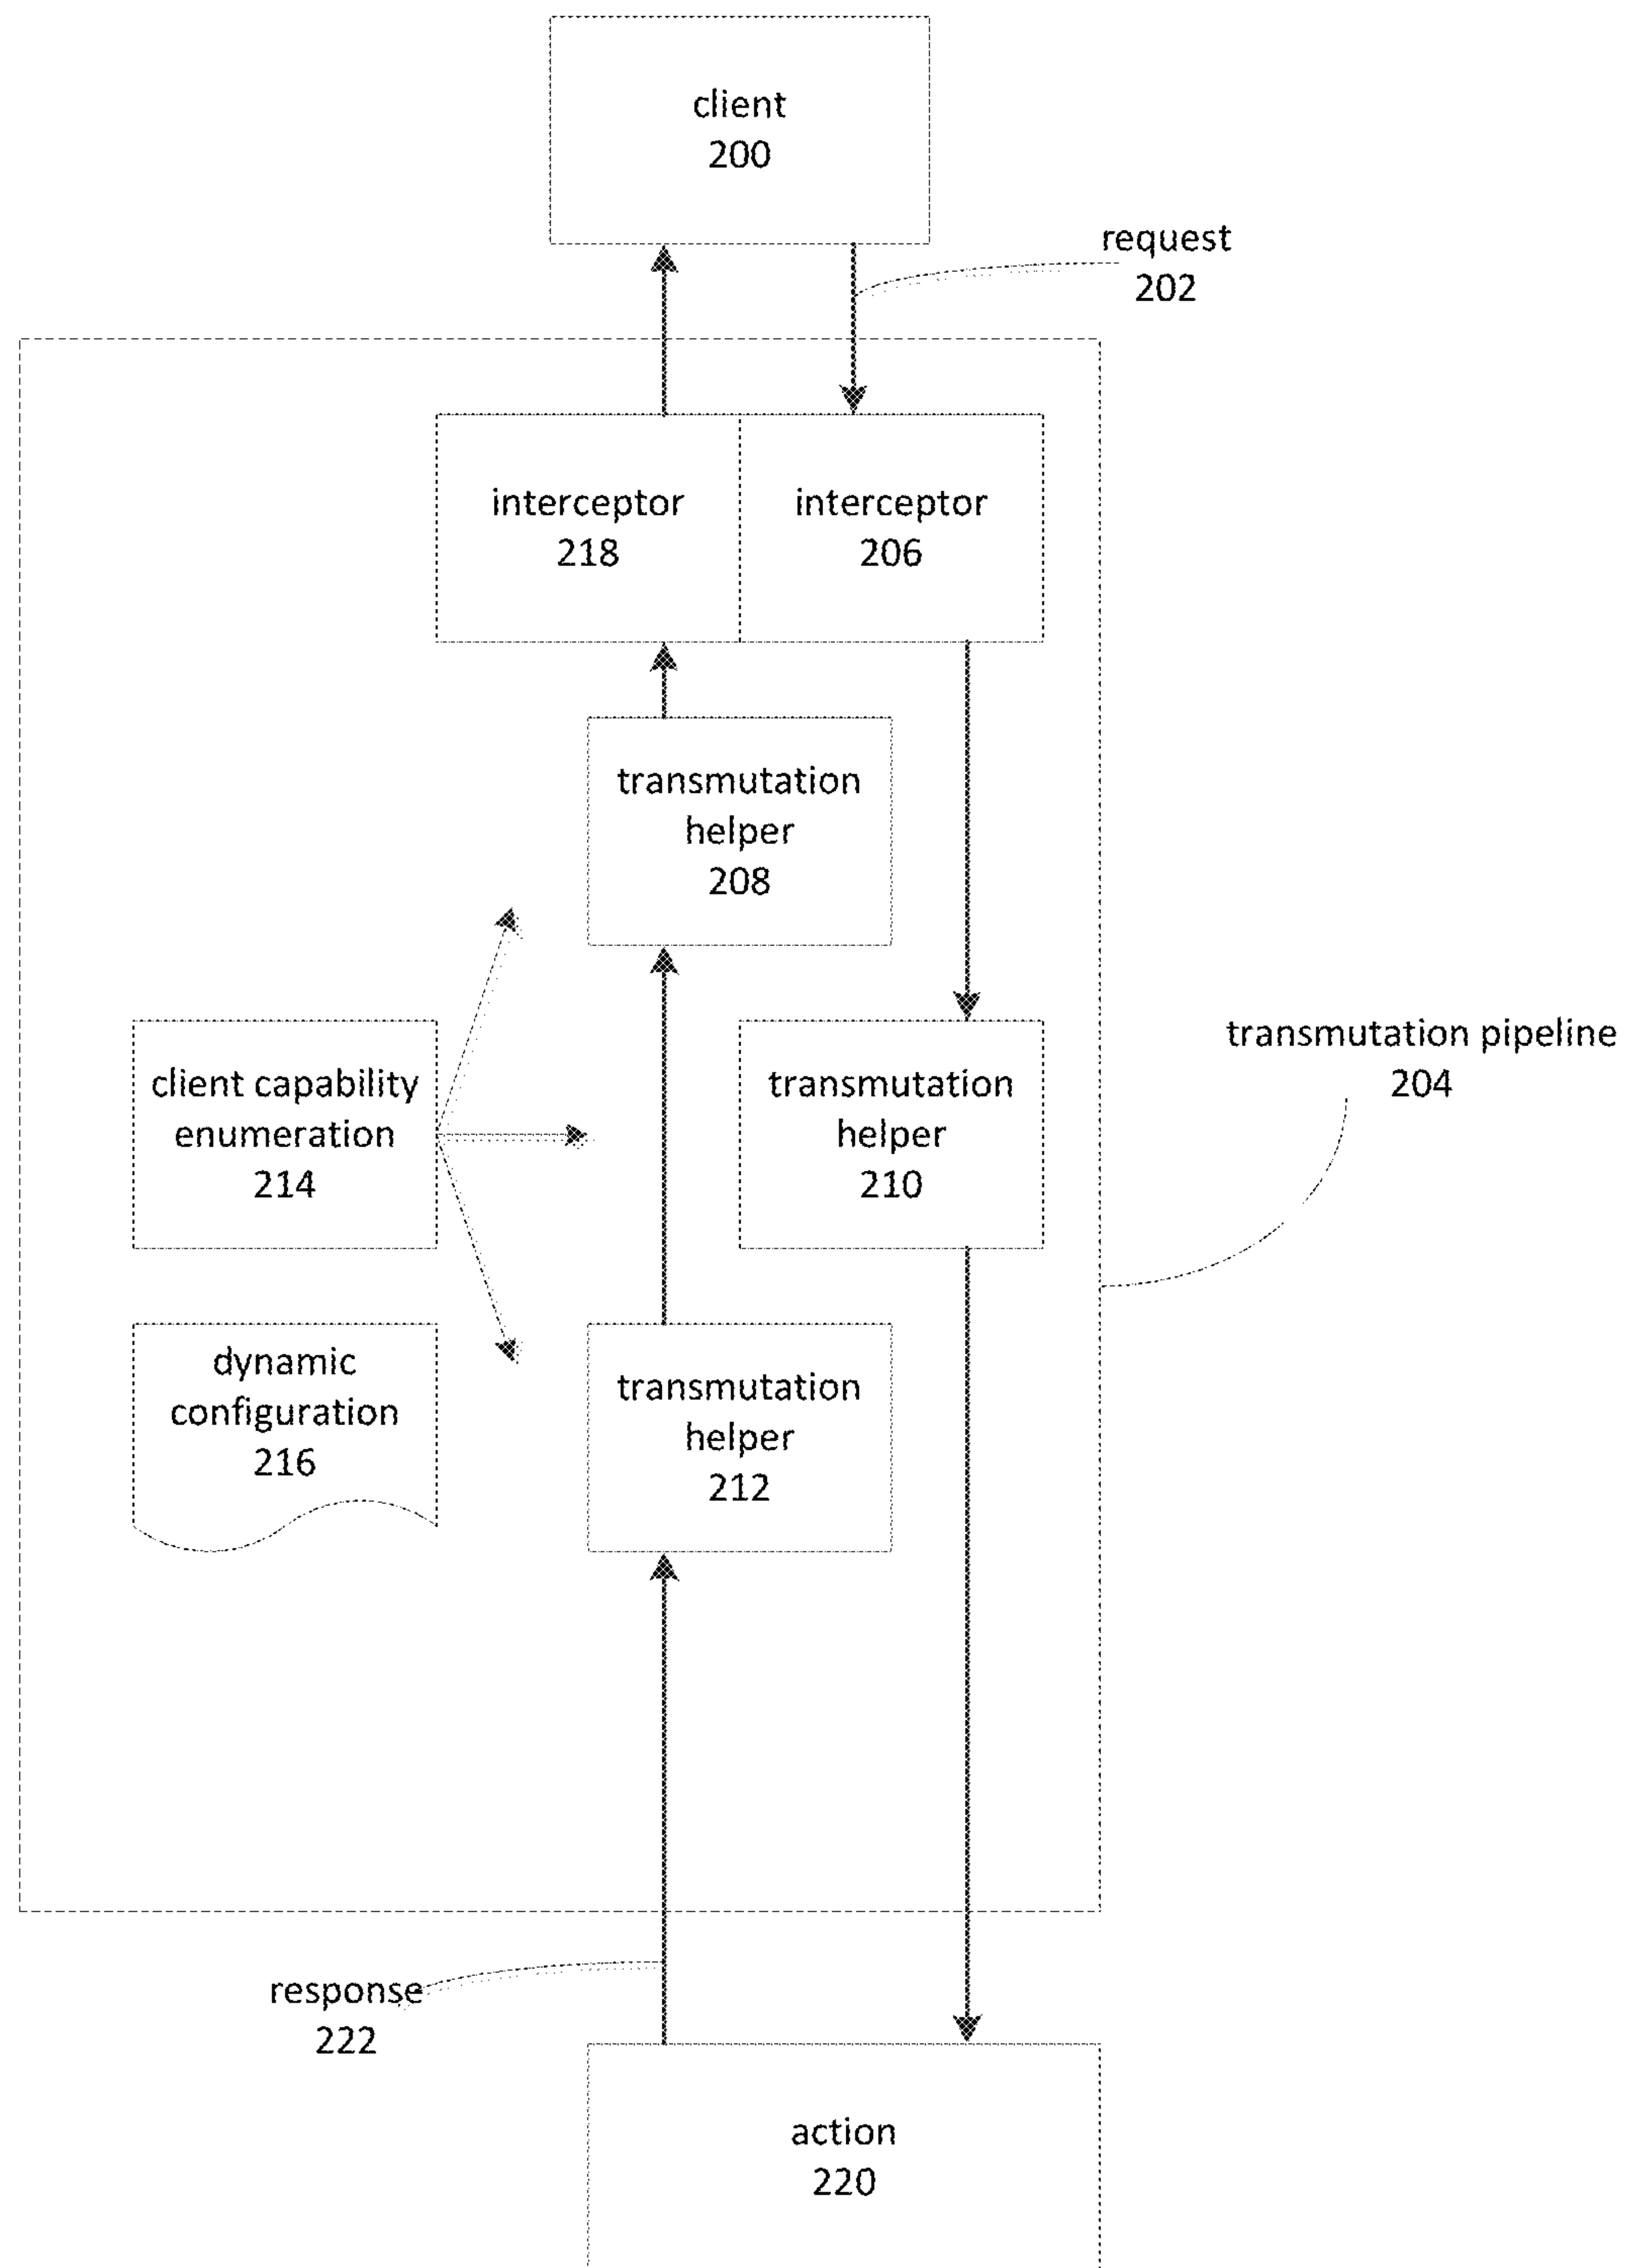 client
200
request
202
interceptor
218
interceptor
206
transmutation
helper
208
client capability
enumeration
214
transmutation
helper
210
transmutation pipeline
204
dynamic
configuration
216
transmutation
helper
212
response
222
action
220